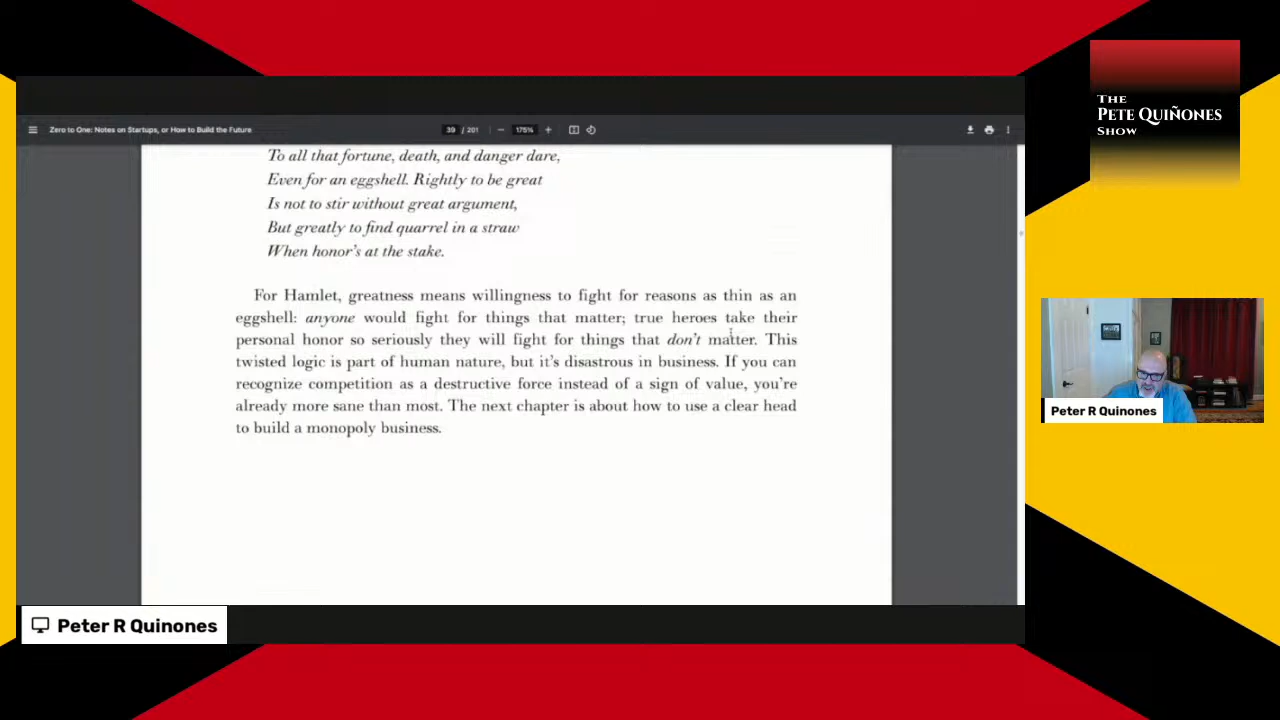 THE
PETE QUIÑONES
SHOW
Zero to One: Notes on Startups, or How to Build the Future
39 / 201
175%
To all that fortune, death, and danger dare,
Even for an eggshell. Rightly to be great
Is not to stir without great argument,
But greatly to find quarrel in a straw
When honor's at the stake.
For Hamlet, greatness means willingness to fight for reasons as thin as an
eggshell: anyone would fight for things that matter; true heroes take their
personal honor so seriously they will fight for things that don't matter. This
twisted logic is part of human nature, but it's disastrous in business. If you can
recognize competition as a destructive force instead of a sign of value, you're
already more sane than most. The next chapter is about how to use a clear head
to build a monopoly business.
Peter R Quinones
Peter R Quinones